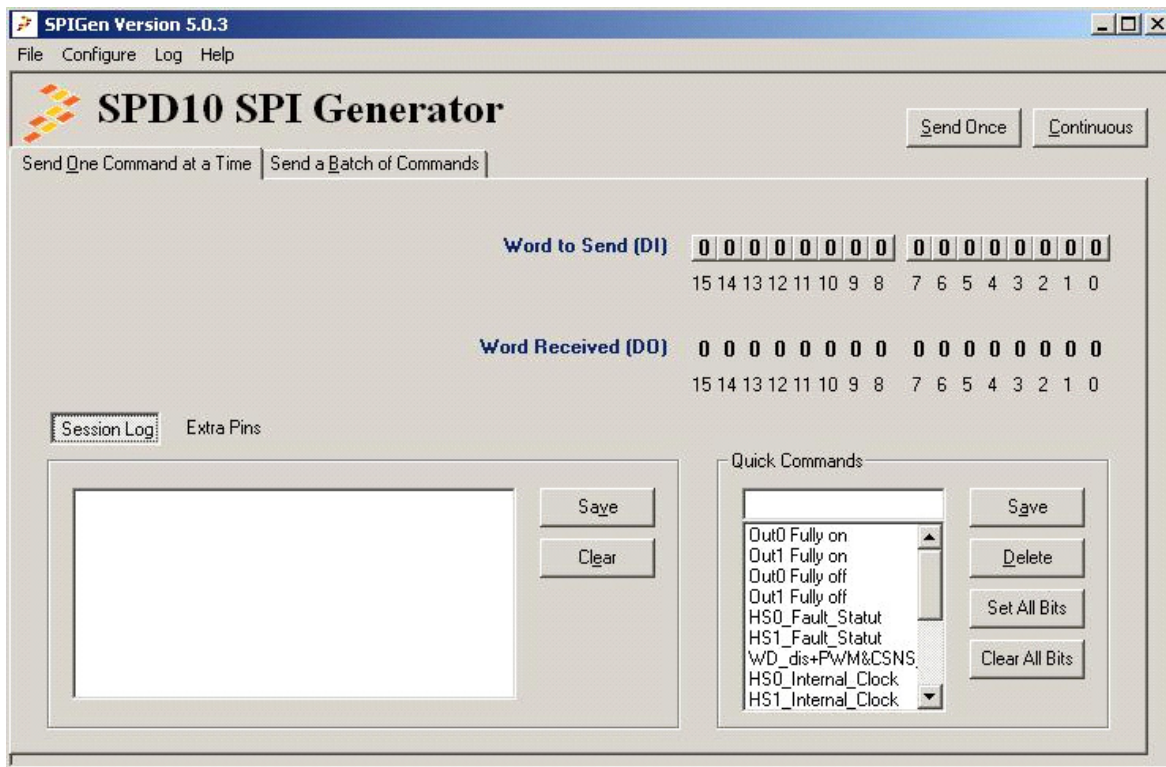 SPIGen Version 5.0.3
File Configure Log Help
SPD10 SPI Generator
Send Once Continuous
Send One Command at a Time Send a Batch of Commands
Word to Send (DI) 0 0 0 0 0 0 0 0 0 0 0 0 0 0 0 0
15 14 13 12 11 10 9 8 7 6 5 4 3 2 1 0
Word Received (DO) 0 0 0 0 0 0 0 0 0 0 0 0 0 0 0 0
15 14 13 12 11 10 9 8 7 6 5 4 3 2 1 0
Session Log Extra Pins
Save
Clear
Quick Commands
Out0 Fully on
Out1 Fully on
Out0 Fully off
Out1 Fully off
HS0_Fault_Statut
HS1_Fault_Statut
WD_dis+PWM&CSNS_
HS0_Internal_Clock
HS1_Internal_Clock
Save
Delete
Set All Bits
Clear All Bits